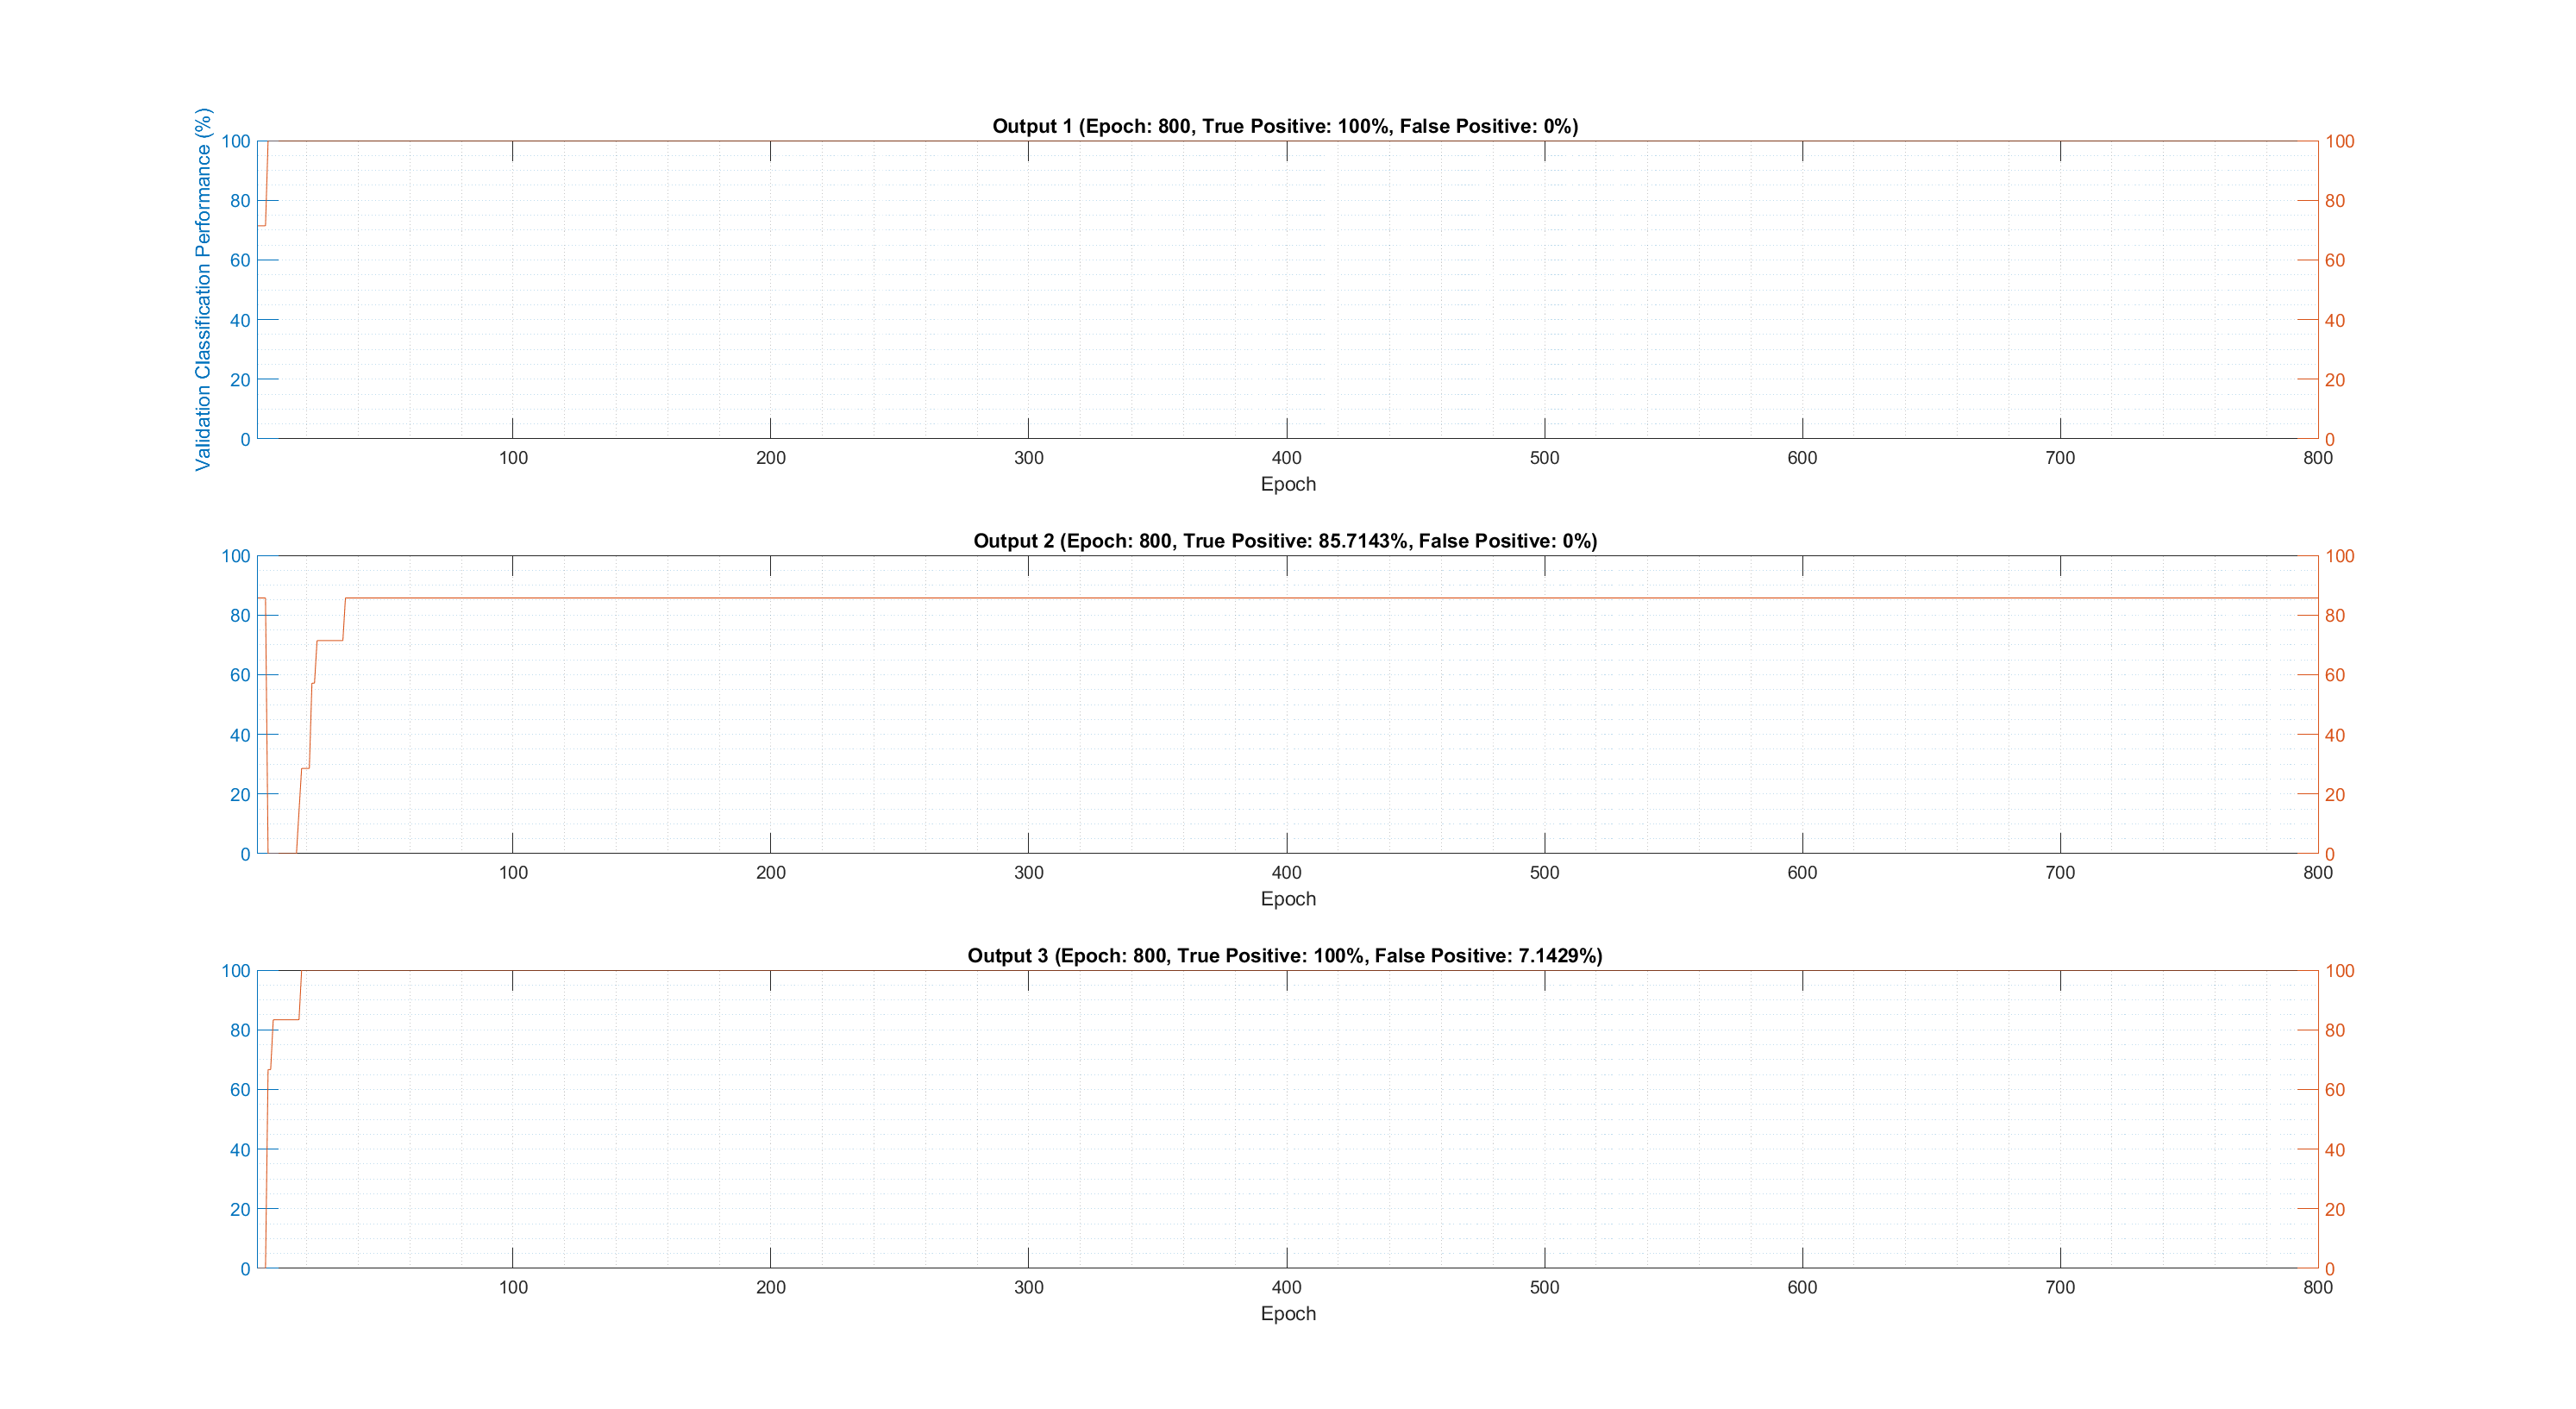 Output 1 (Epoch: 800, True Positive: 100%, False Positive: 0%)
Validation Classification Performance (%)
100 100
80 80
60 60
40 40
20 20
0 0
100 200 300 400 500 600 700 800
Epoch
Output 2 (Epoch: 800, True Positive: 85.7143%, False Positive: 0%)
100 100
80 80
60 60
40 40
20 20
0 0
100 200 300 400 500 600 700 800
Epoch
Output 3 (Epoch: 800, True Positive: 100%, False Positive: 7.1429%)
100 100
80 80
60 60
40 40
20 20
0 0
100 200 300 400 500 600 700 800
Epoch